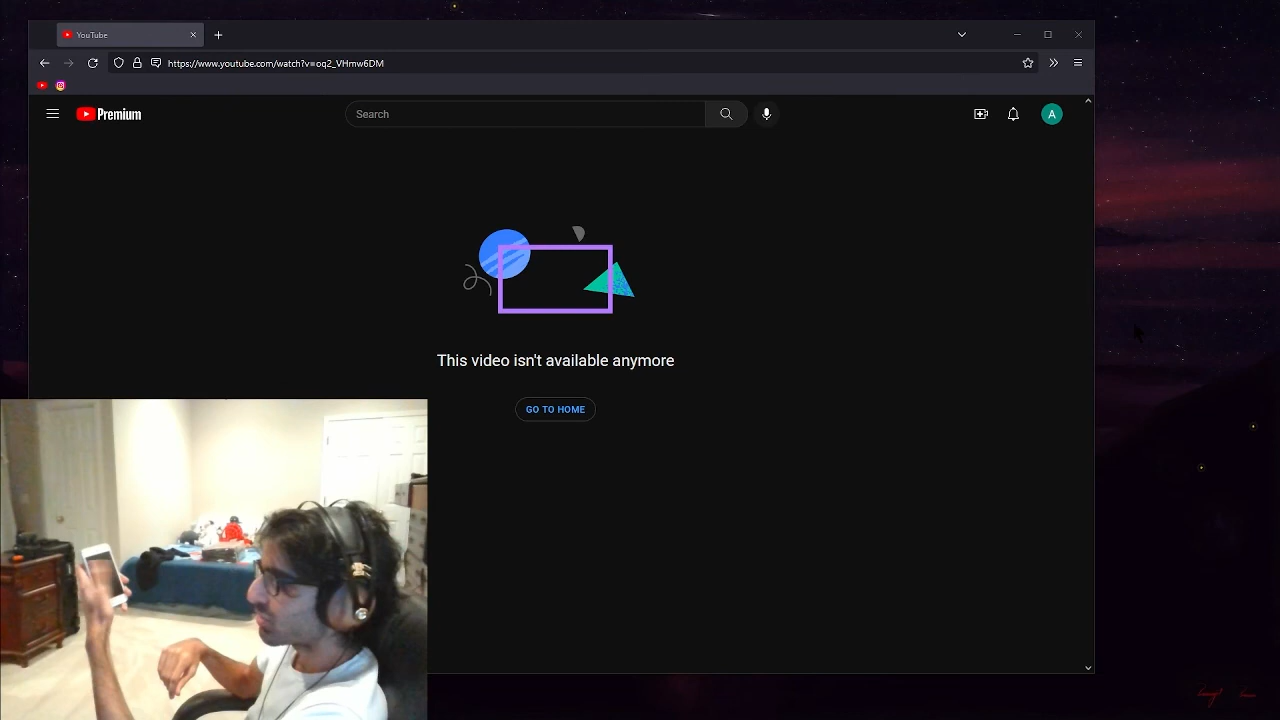 YouTube
https://www.youtube.com/watch?v=oq2_VHmw6DM
Premium
Search
A
This video isn't available anymore
GO TO HOME